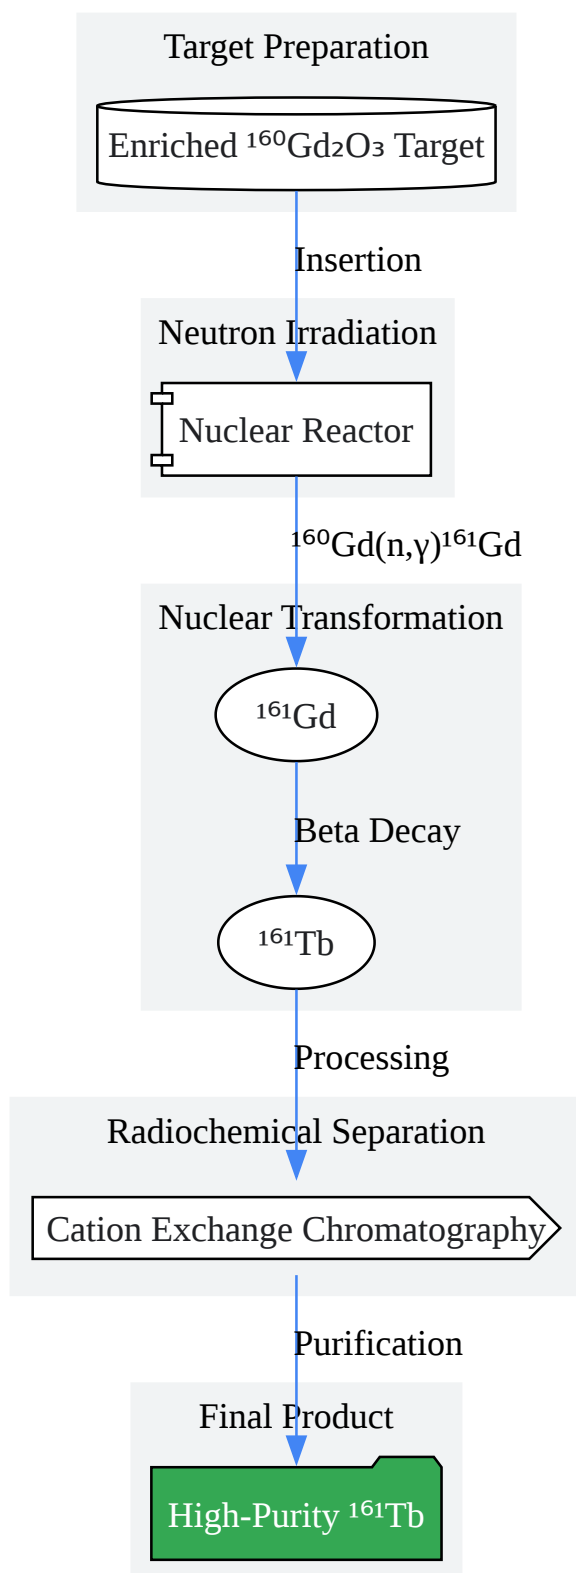 Target Preparation
Enriched ¹⁶⁰Gd₂O₃ Target
Insertion
Neutron Irradiation
Nuclear Reactor
¹⁶⁰Gd(n,γ)¹⁶¹Gd
Nuclear Transformation
¹⁶¹Gd
Beta Decay
¹⁶¹Tb
Processing
Radiochemical Separation
Cation Exchange Chromatography
Purification
Final Product
High-Purity ¹⁶¹Tb